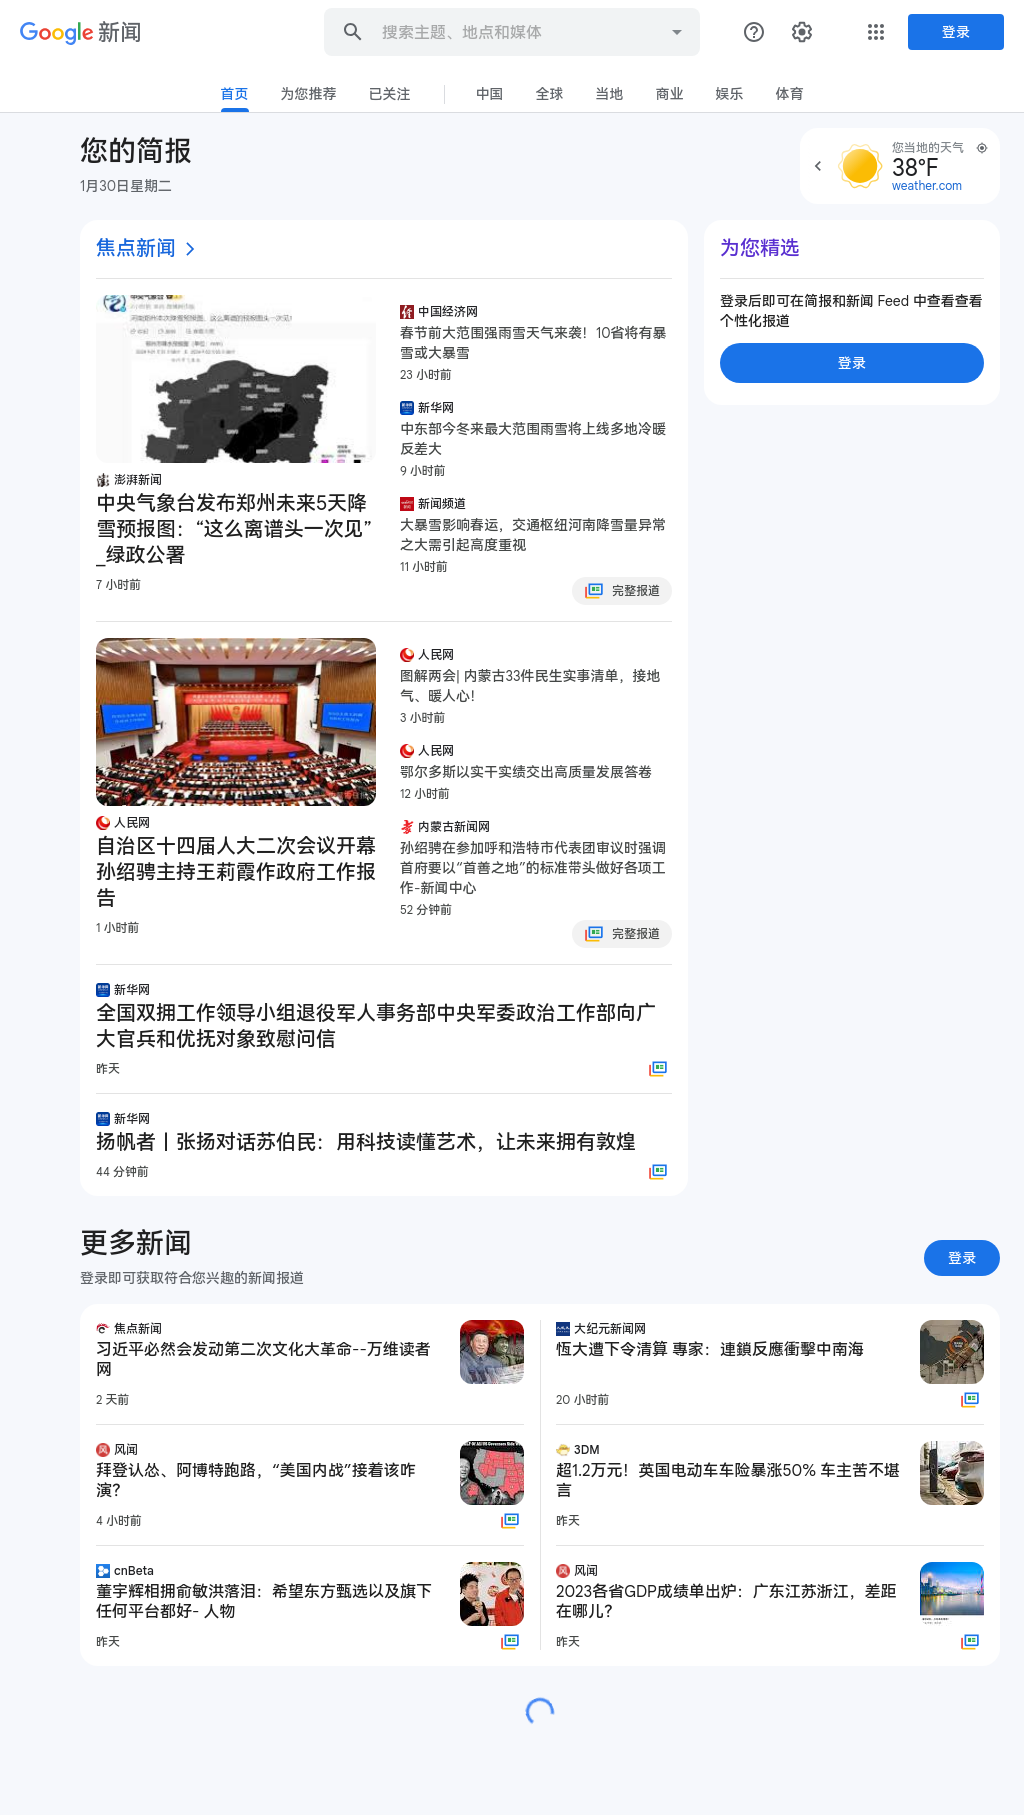 Google 新闻
搜索主题、地点和媒体
登录
首页
为您推荐
已关注
中国
全球
当地
商业
娱乐
体育
您的简报
1月30日星期二
您当地的天气
38°F
weather.com
焦点新闻
澎湃新闻
中央气象台发布郑州未来5天降
雪预报图：“这么离谱头一次见”
_绿政公署
7 小时前
中国经济网
春节前大范围强雨雪天气来袭！10省将有暴
雪或大暴雪
23 小时前
新华网
中东部今冬来最大范围雨雪将上线多地冷暖
反差大
9 小时前
新闻频道
大暴雪影响春运，交通枢纽河南降雪量异常
之大需引起高度重视
11 小时前
完整报道
人民网
自治区十四届人大二次会议开幕
孙绍骋主持王莉霞作政府工作报
告
1 小时前
人民网
图解两会| 内蒙古33件民生实事清单，接地
气、暖人心！
3 小时前
人民网
鄂尔多斯以实干实绩交出高质量发展答卷
12 小时前
内蒙古新闻网
孙绍骋在参加呼和浩特市代表团审议时强调
首府要以“首善之地”的标准带头做好各项工
作-新闻中心
52 分钟前
完整报道
新华网
全国双拥工作领导小组退役军人事务部中央军委政治工作部向广
大官兵和优抚对象致慰问信
昨天
新华网
扬帆者丨张扬对话苏伯民：用科技读懂艺术，让未来拥有敦煌
44 分钟前
为您精选
登录后即可在简报和新闻 Feed 中查看查看
个性化报道
登录
更多新闻
登录即可获取符合您兴趣的新闻报道
登录
焦点新闻
习近平必然会发动第二次文化大革命--万维读者
网
2 天前
大纪元新闻网
恆大遭下令清算 專家：連鎖反應衝擊中南海
20 小时前
风闻
拜登认怂、阿博特跑路，“美国内战”接着该咋
演？
4 小时前
3DM
超1.2万元！英国电动车车险暴涨50% 车主苦不堪
言
昨天
cnBeta
董宇辉相拥俞敏洪落泪：希望东方甄选以及旗下
任何平台都好- 人物
昨天
风闻
2023各省GDP成绩单出炉：广东江苏浙江，差距
在哪儿？
昨天